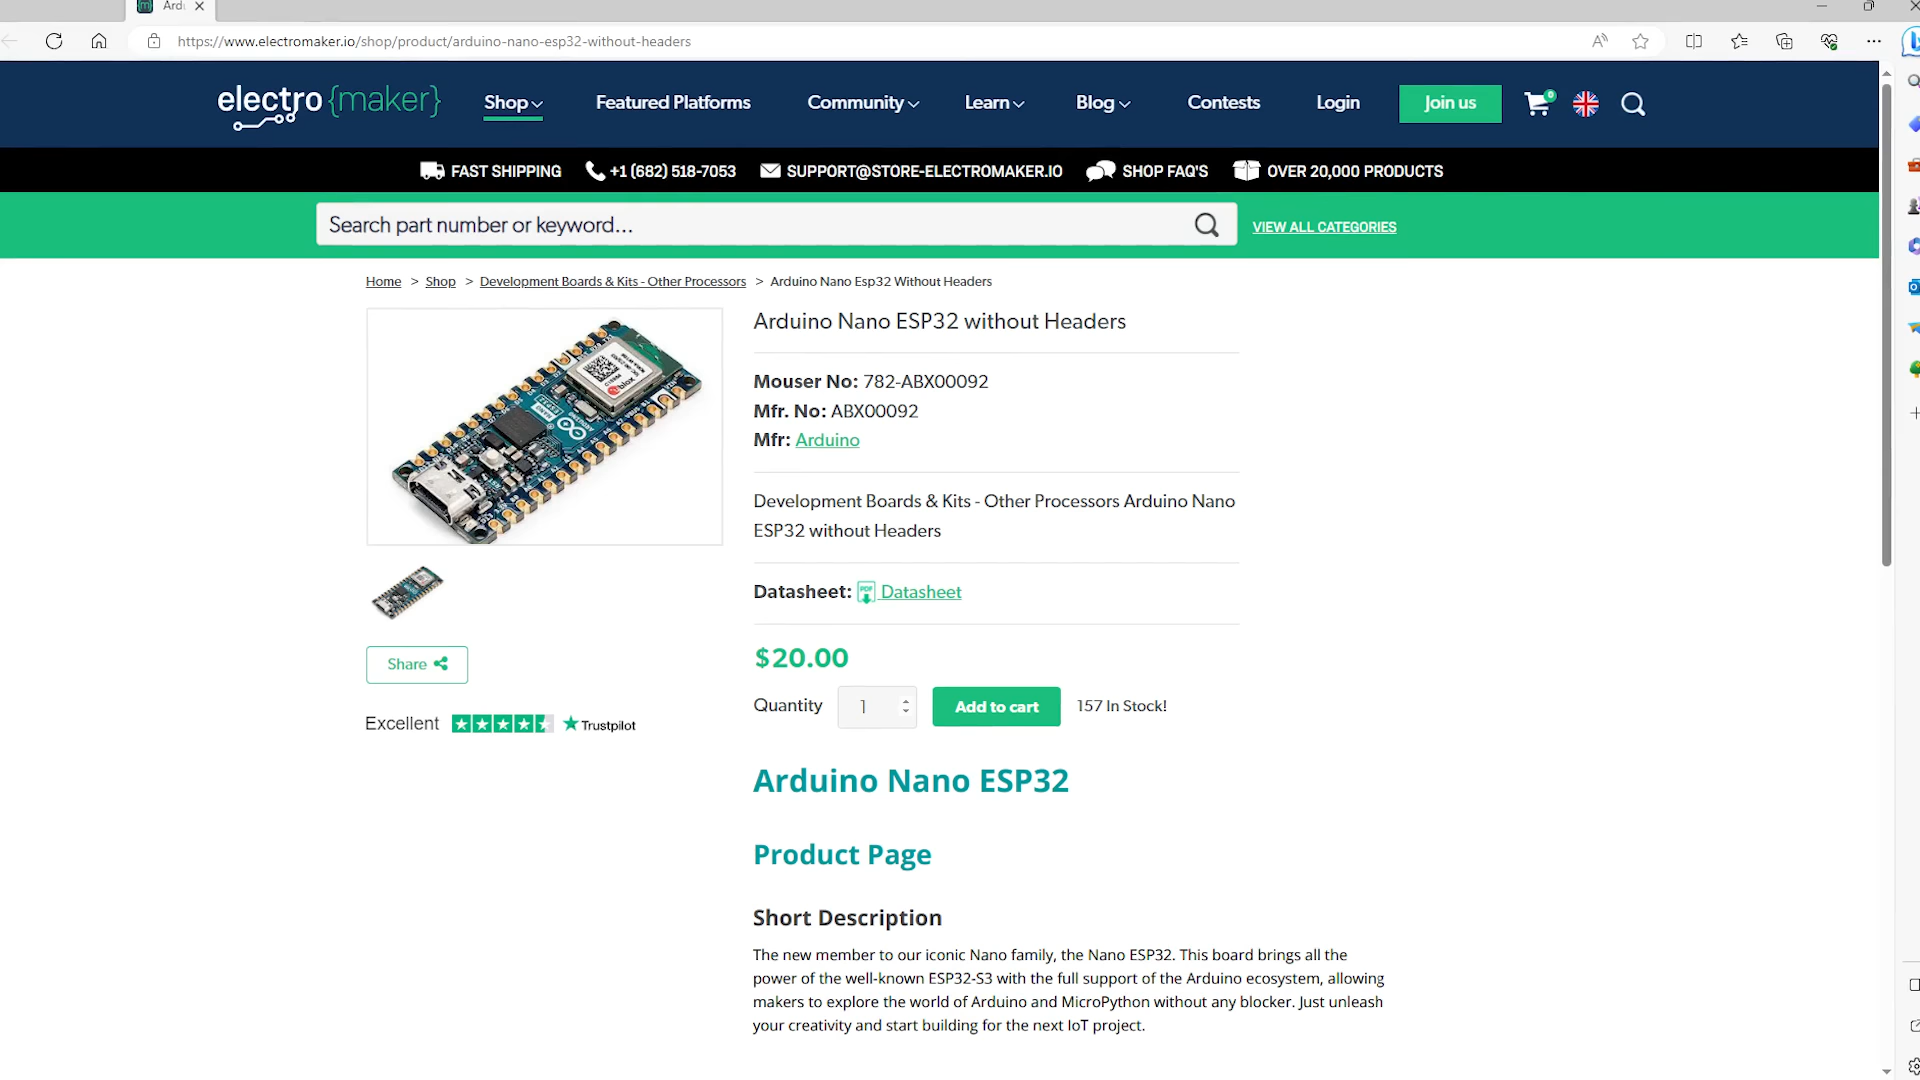 Ardu
https://www.electromaker.io/shop/product/arduino-nano-esp32-without-headers
electro {maker}
Shop
Featured Platforms
Community
Learn
Blog
Contests
Login
Join us
0
FAST SHIPPING
+1 (682) 518-7053
SUPPORT@STORE-ELECTROMAKER.IO
SHOP FAQ'S
OVER 20,000 PRODUCTS
Search part number or keyword...
VIEW ALL CATEGORIES
Home > Shop > Development Boards & Kits - Other Processors > Arduino Nano Esp32 Without Headers
Arduino Nano ESP32 without Headers
Mouser No: 782-ABX00092
Mfr. No: ABX00092
Mfr: Arduino
Development Boards & Kits - Other Processors Arduino Nano
ESP32 without Headers
Datasheet: PDF Datasheet
$20.00
Share
Quantity 1 Add to cart 157 In Stock!
Excellent Trustpilot
Arduino Nano ESP32
Product Page
Short Description
The new member to our iconic Nano family, the Nano ESP32. This board brings all the
power of the well-known ESP32-S3 with the full support of the Arduino ecosystem, allowing
makers to explore the world of Arduino and MicroPython without any blocker. Just unleash
your creativity and start building for the next IoT project.